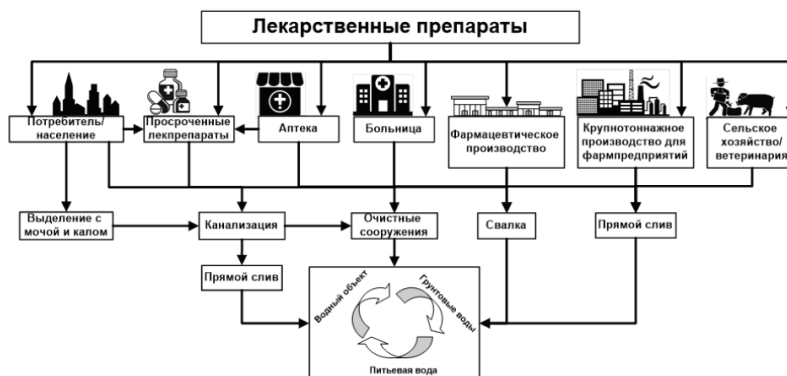 Лекарственные препараты
Потребитель/
население
Просроченные
лекпрепараты
Аптека
Больница
Фармацевтическое
производство
Крупнотоннажное
производство для
фармпредприятий
Сельское
хозяйство/
ветеринария
Выделение с
мочой и калом
Канализация
Очистные
сооружения
Свалка
Прямой слив
Прямой слив
Водный объект
Грунтовые воды
Питьевая вода